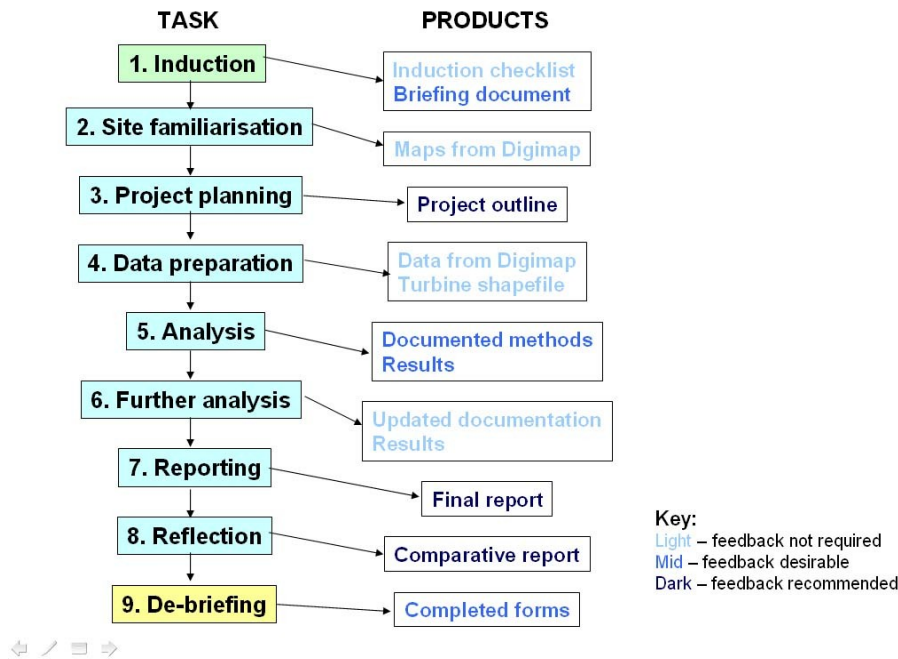 TASK
PRODUCTS
1. Induction
Induction checklist
Briefing document
2. Site familiarisation
Maps from Digimap
3. Project planning
Project outline
4. Data preparation
Data from Digimap
Turbine shapefile
5. Analysis
Documented methods
Results
6. Further analysis
Updated documentation
Results
7. Reporting
Final report
8. Reflection
Comparative report
9. De-briefing
Completed forms
Key:
Light – feedback not required
Mid – feedback desirable
Dark – feedback recommended